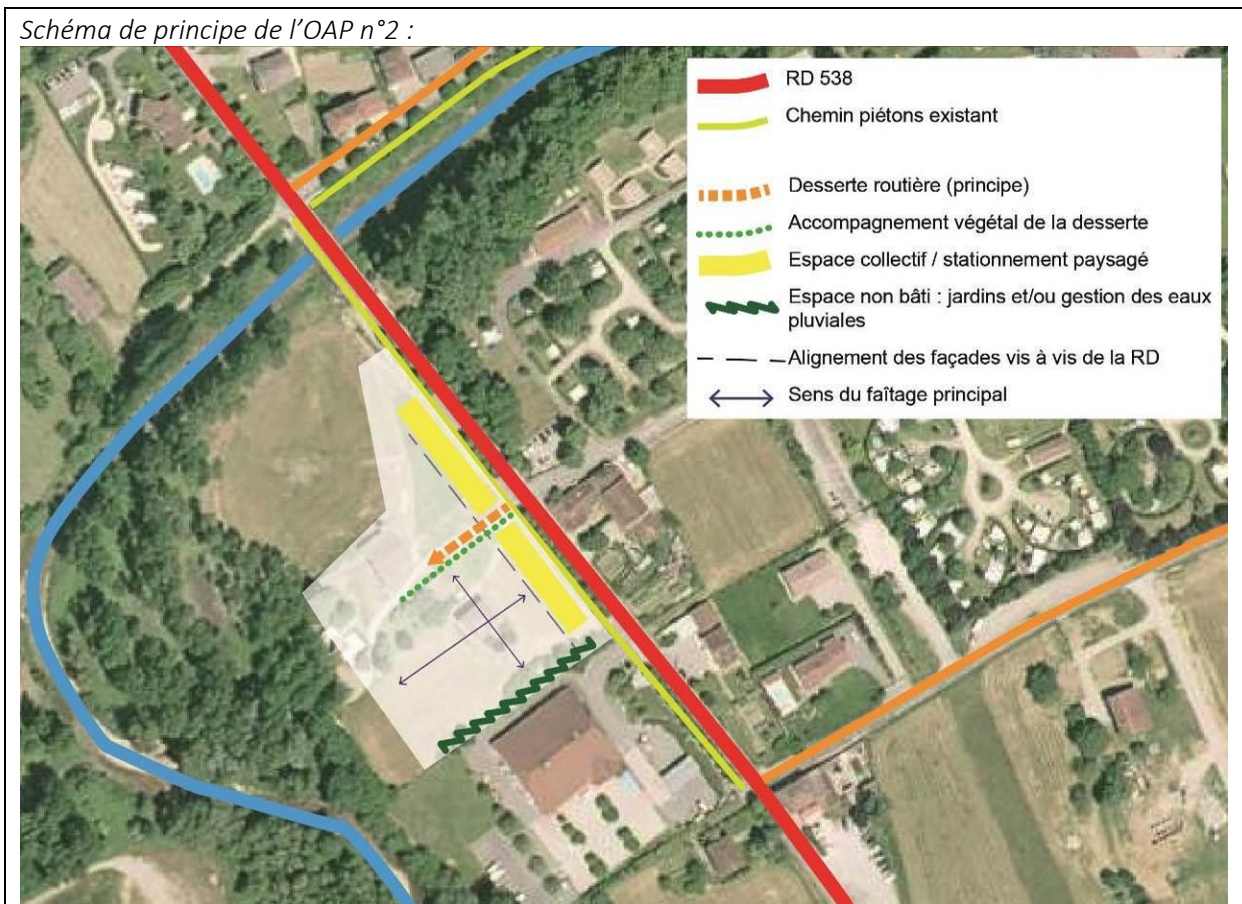 Schéma de principe de l’OAP n°2 :
RD 538
Chemin piétons existant
Desserte routière (principe)
Accompagnement végétal de la desserte
Espace collectif / stationnement paysagé
Espace non bâti : jardins et/ou gestion des eaux
pluviales
Alignement des façades vis à vis de la RD
Sens du faîtage principal